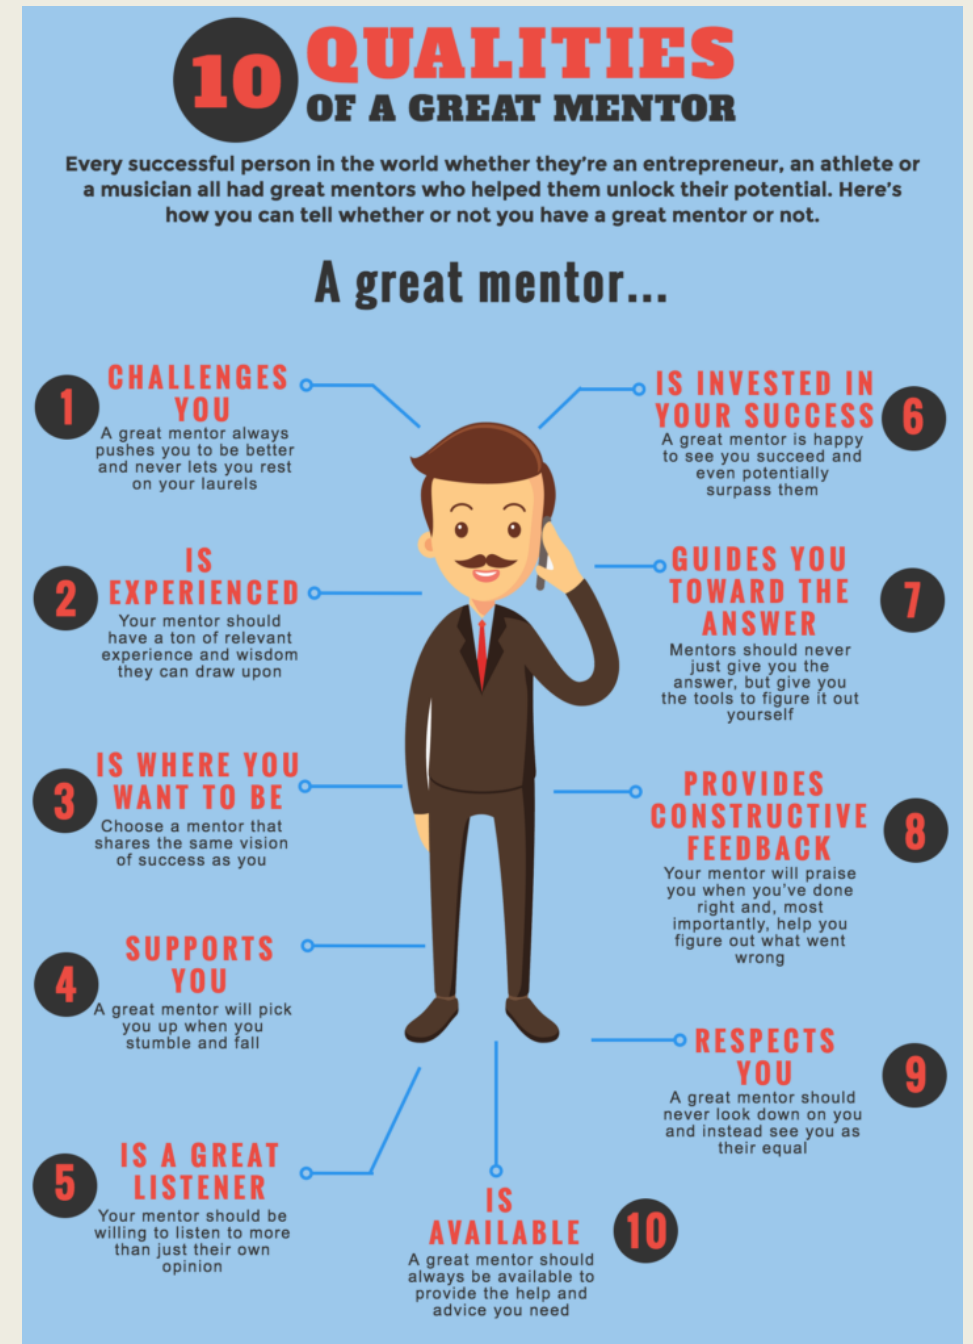 10
QUALITIES
OF A GREAT MENTOR
Every successful person in the world whether they're an entrepreneur, an athlete or
a musician all had great mentors who helped them unlock their potential. Here's
how you can tell whether or not you have a great mentor or not.
A great mentor...
1
CHALLENGES
YOU
A great mentor always
pushes you to be better
and never lets you rest
on your laurels
2
IS
EXPERIENCED
Your mentor should
have a ton of relevant
experience and wisdom
they can draw upon
3
IS WHERE YOU
WANT TO BE
Choose a mentor that
shares the same vision
of success as you
4
SUPPORTS
YOU
A great mentor will pick
you up when you
stumble and fall
5
IS A GREAT
LISTENER
Your mentor should be
willing to listen to more
than just their own
opinion
IS INVESTED IN
YOUR SUCCESS
6
A great mentor is happy
to see you succeed and
even potentially
surpass them
GUIDES YOU
TOWARD THE
ANSWER
7
Mentors should never
just give you the
answer, but give you
the tools to figure it out
yourself
PROVIDES
CONSTRUCTIVE
FEEDBACK
8
Your mentor will praise
you when you've done
right and, most
importantly, help you
figure out what went
wrong
RESPECTS
YOU
9
A great mentor should
never look down on you
and instead see you as
their equal
IS
AVAILABLE
10
A great mentor should
always be available to
provide the help and
advice you need